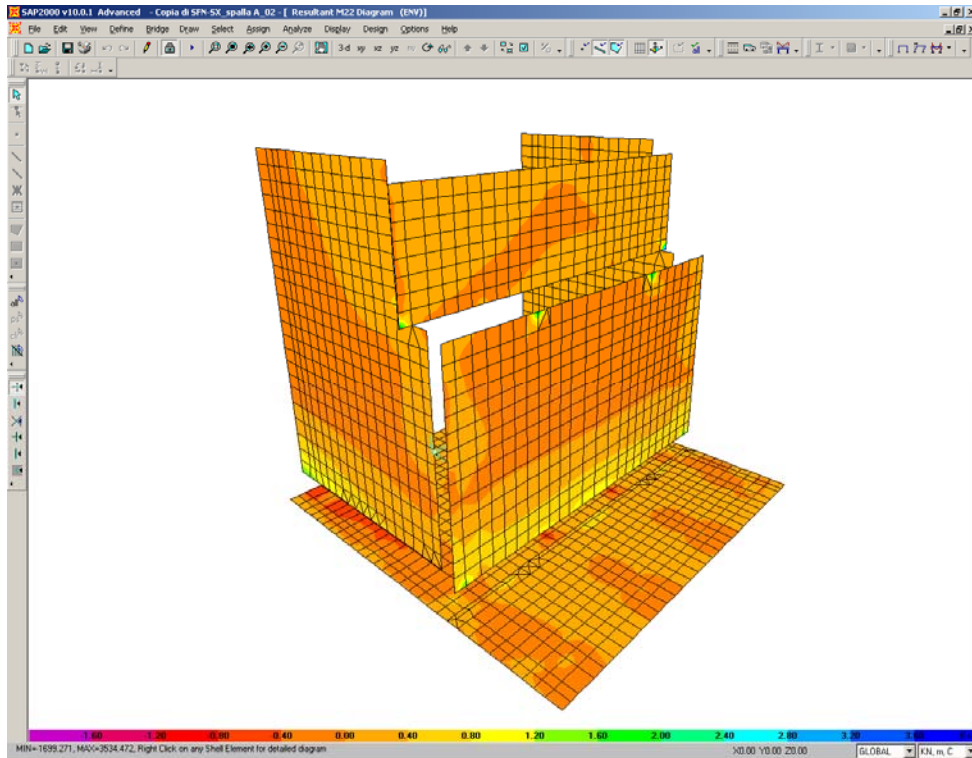 SAP2000 v10.0.1 Advanced - Copia di SFN-SX_spalla A_02 - [ Resultant M22 Diagram (ENV)]
File Edit View Define Bridge Draw Select Assign Analyze Display Design Options Help
3-d xy xz yz
-1.60 -1.20 -0.80 -0.40 0.00 0.40 0.80 1.20 1.60 2.00 2.40 2.80 3.20 3.60
MIN=-1699.271, MAX=3534.472, Right Click on any Shell Element for detailed diagram X0.00 Y0.00 Z0.00 GLOBAL KN, m, C